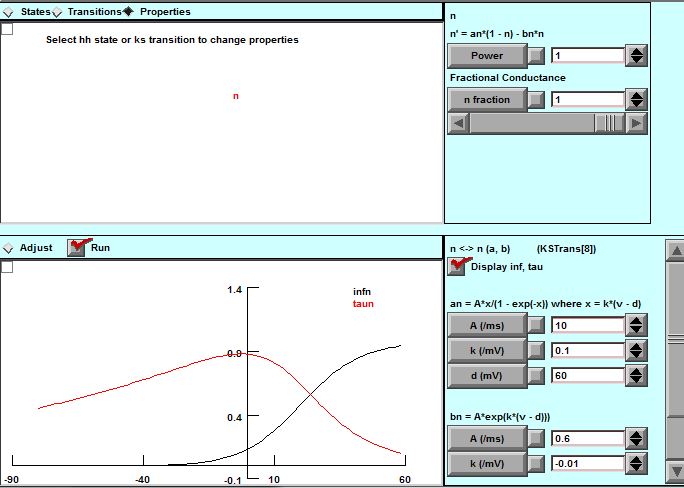 States Transitions Properties
Select hh state or ks transition to change properties
n
n
n' = an*(1 - n) - bn*n
Power 1
Fractional Conductance
n fraction 1
Adjust Run
infn
taun
1.4
0.8
0.4
-0.1
-90 -40 10 60
n <-> n (a, b) (KSTrans[8])
Display inf, tau
an = A*x/(1 - exp(-x)) where x = k*(v - d)
A (/ms) 10
k (/mV) 0.1
d (mV) 60
bn = A*exp(k*(v - d)))
A (/ms) 0.6
k (/mV) -0.01